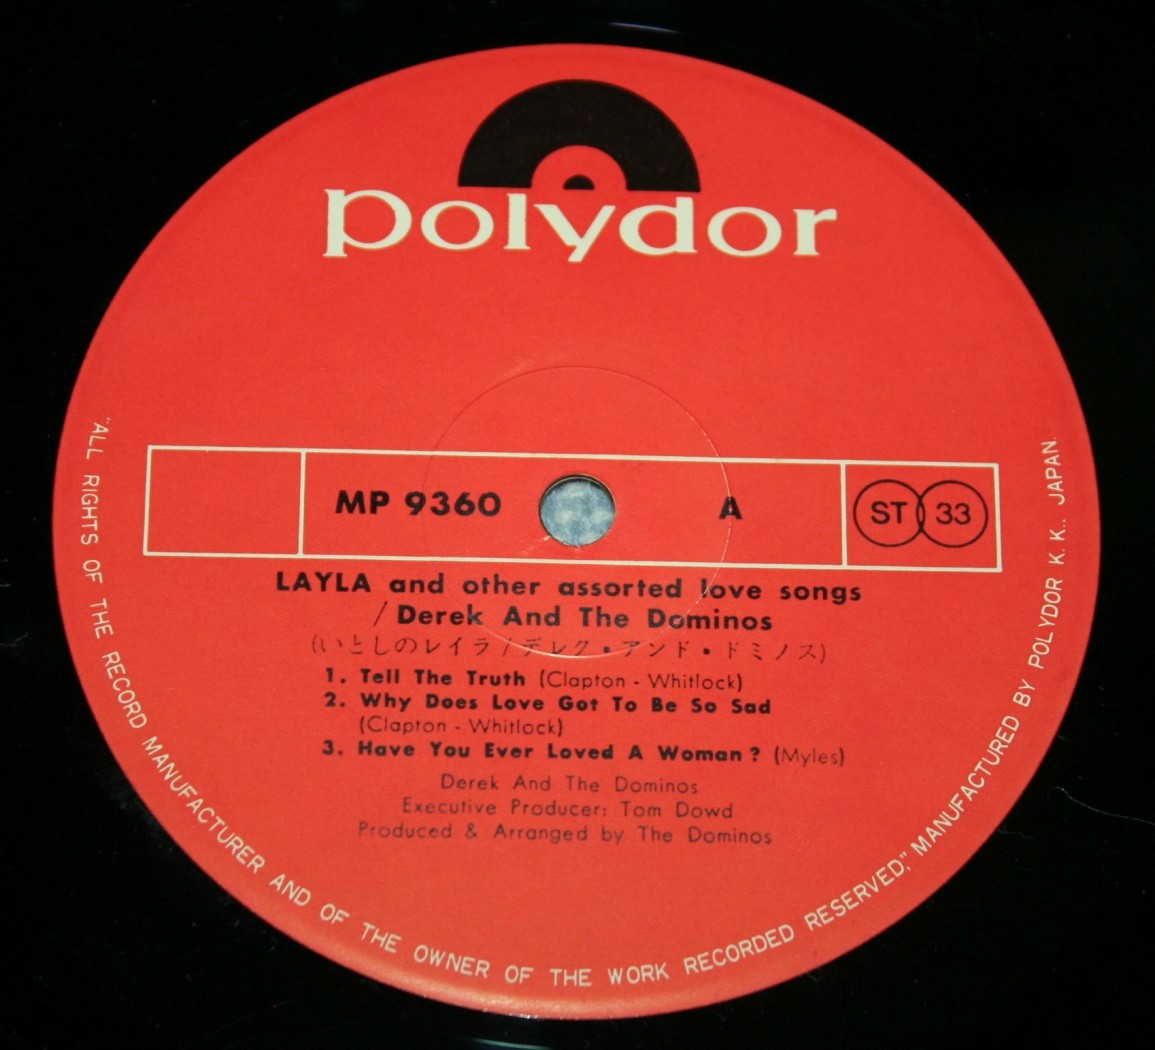 polydor
MP 9360 A ST 33
LAYLA and other assorted love songs
/ Derek And The Dominos
(いとしのレイラ / デレク・アンド・ドミノス)
1. Tell The Truth (Clapton - Whitlock)
2. Why Does Love Got To Be So Sad
(Clapton - Whitlock)
3. Have You Ever Loved A Woman ? (Myles)
Derek And The Dominos
Executive Producer: Tom Dowd
Produced & Arranged by The Dominos
"ALL RIGHTS OF THE RECORD MANUFACTURER AND OF THE OWNER OF THE WORK RECORDED RESERVED," MANUFACTURED BY POLYDOR K. K., JAPAN.